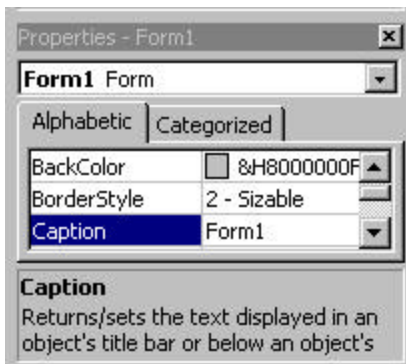 Properties - Form1
Form1 Form
Alphabetic Categorized
BackColor &H8000000F
BorderStyle 2 - Sizable
Caption Form1
Caption
Returns/sets the text displayed in an
object's title bar or below an object's